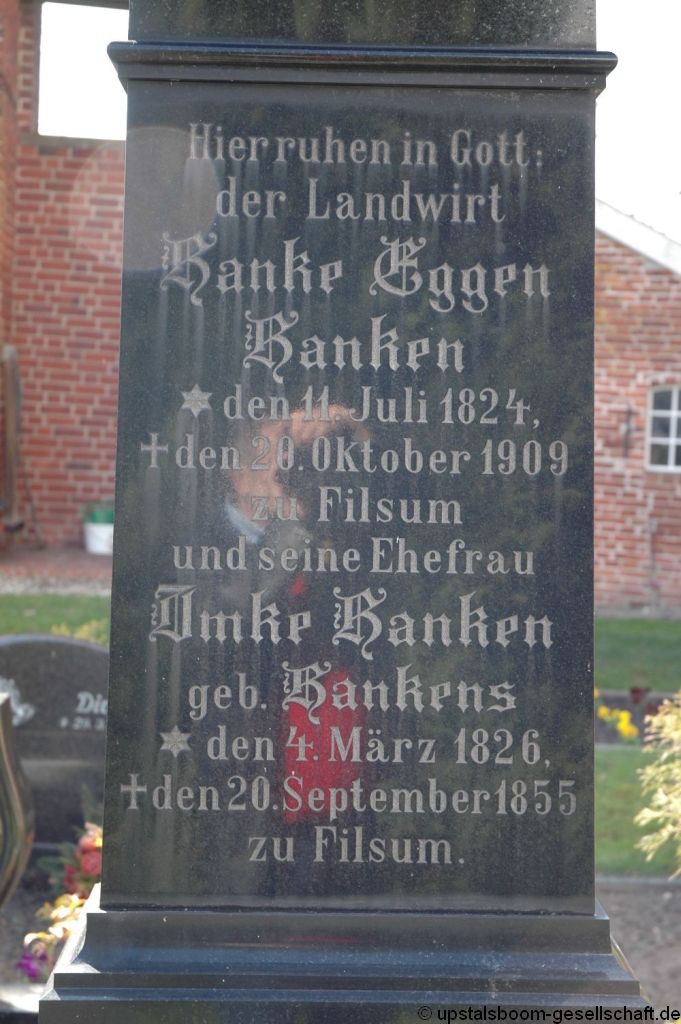 Hier ruhen in Gott:
der Landwirt
Hanke Eggen
Hanken
✶ den 11. Juli 1824,
✝ den 20. Oktober 1909
zu Filsum
und seine Ehefrau
Imke Hanken
geb. Hankens
✶ den 4. März 1826,
✝ den 20. September 1855
zu Filsum.
© upstalsboom-gesellschaft.de